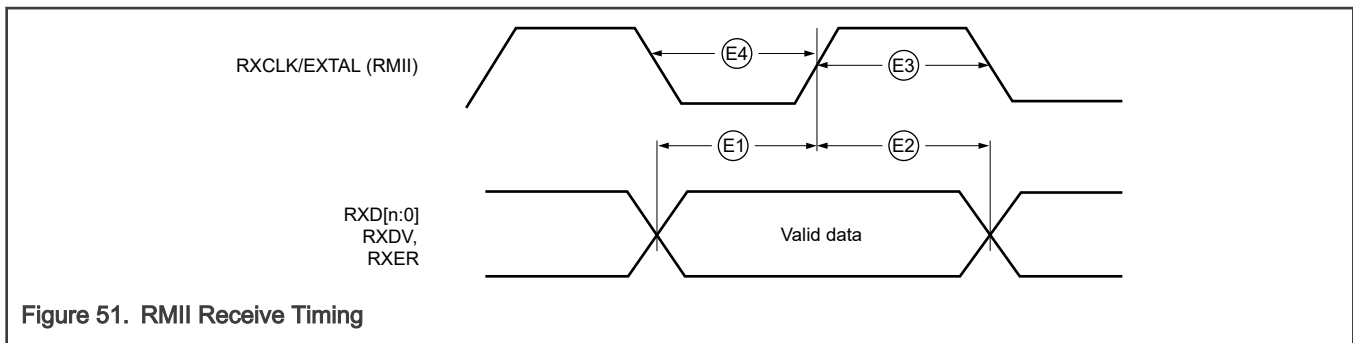 RXCLK/EXTAL (RMII)
E4
E3
E1
E2
RXD[n:0]
RXDV,
RXER
Valid data
Figure 51. RMII Receive Timing